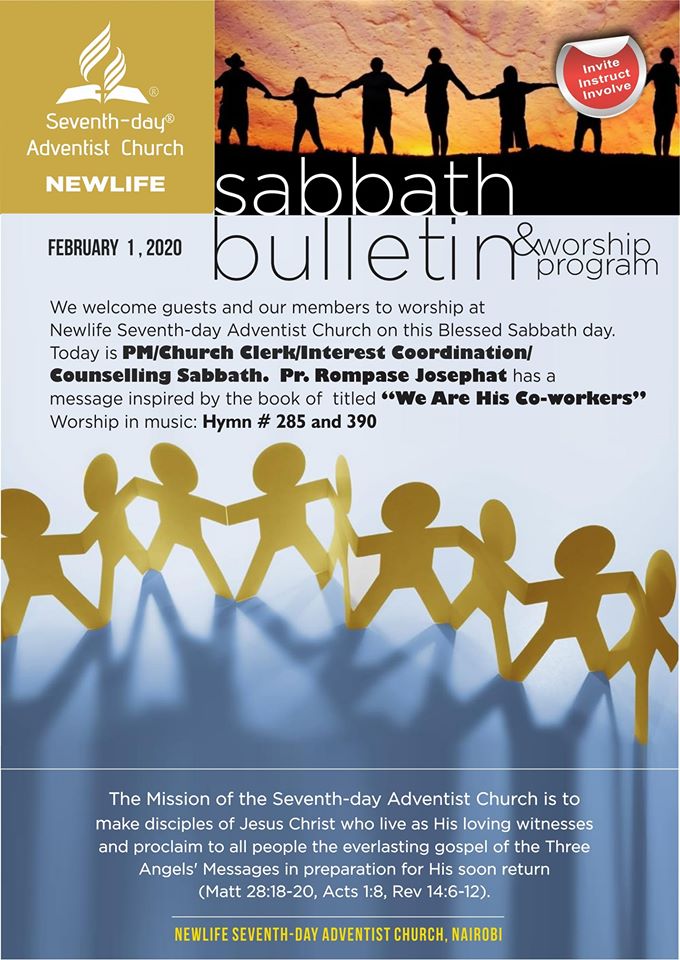 Seventh-day®
Adventist Church
NEWLIFE
Invite
Instruct
Involve
sabbath
bulletin
&worship
program
FEBRUARY 1, 2020
We welcome guests and our members to worship at
Newlife Seventh-day Adventist Church on this Blessed Sabbath day.
Today is PM/Church Clerk/Interest Coordination/
Counselling Sabbath. Pr. Rompase Josephat has a
message inspired by the book of titled “We Are His Co-workers”
Worship in music: Hymn # 285 and 390
The Mission of the Seventh-day Adventist Church is to
make disciples of Jesus Christ who live as His loving witnesses
and proclaim to all people the everlasting gospel of the Three
Angels' Messages in preparation for His soon return
(Matt 28:18-20, Acts 1:8, Rev 14:6-12).
NEWLIFE SEVENTH-DAY ADVENTIST CHURCH, NAIROBI